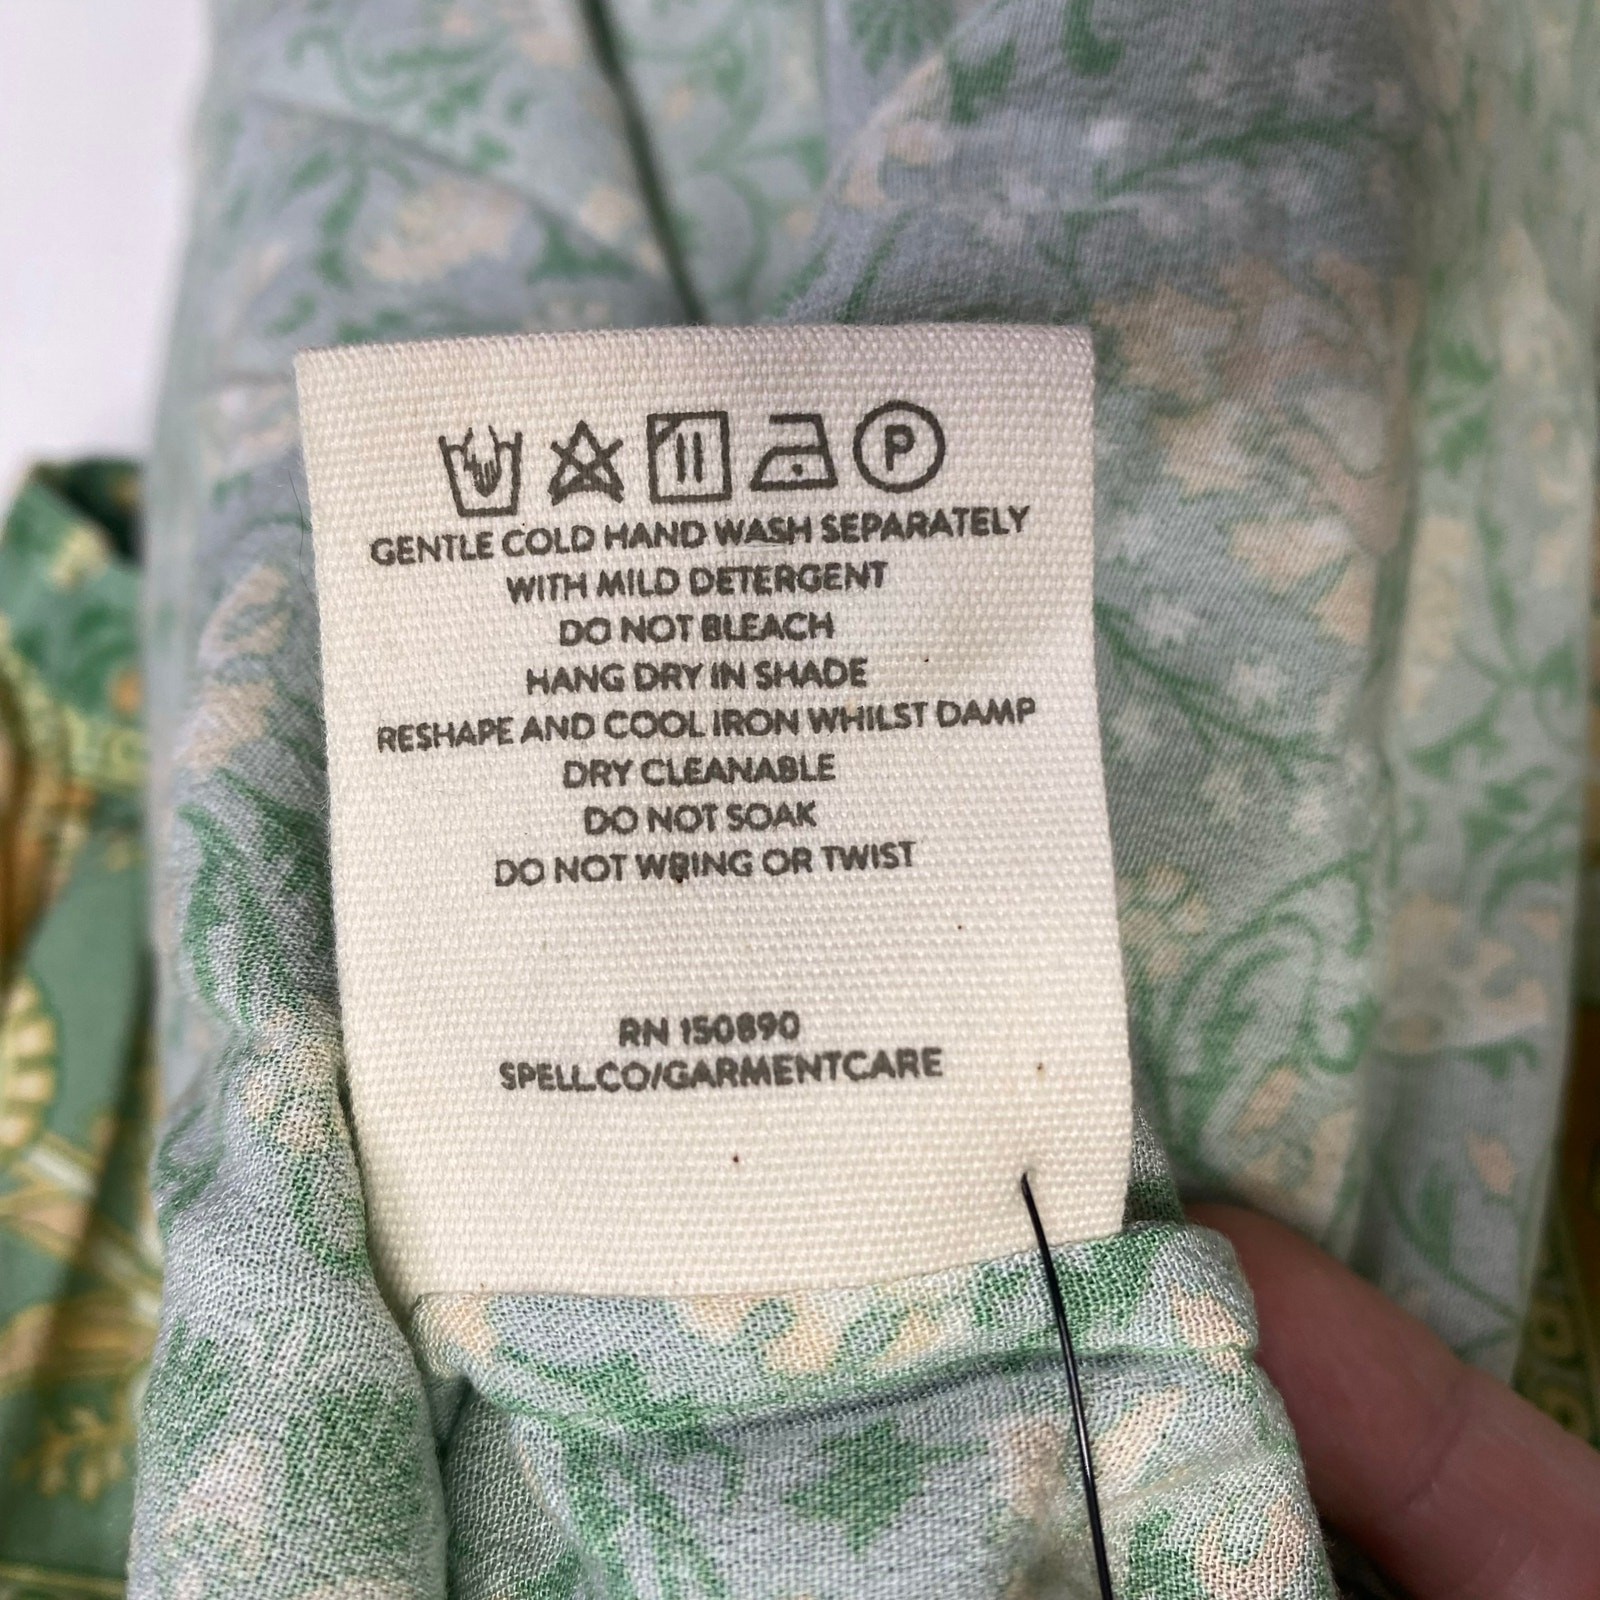 P
GENTLE COLD HAND WASH SEPARATELY
WITH MILD DETERGENT
DO NOT BLEACH
HANG DRY IN SHADE
RESHAPE AND COOL IRON WHILST DAMP
DRY CLEANABLE
DO NOT SOAK
DO NOT WRING OR TWIST
RN 150890
SPELL.CO/GARMENTCARE